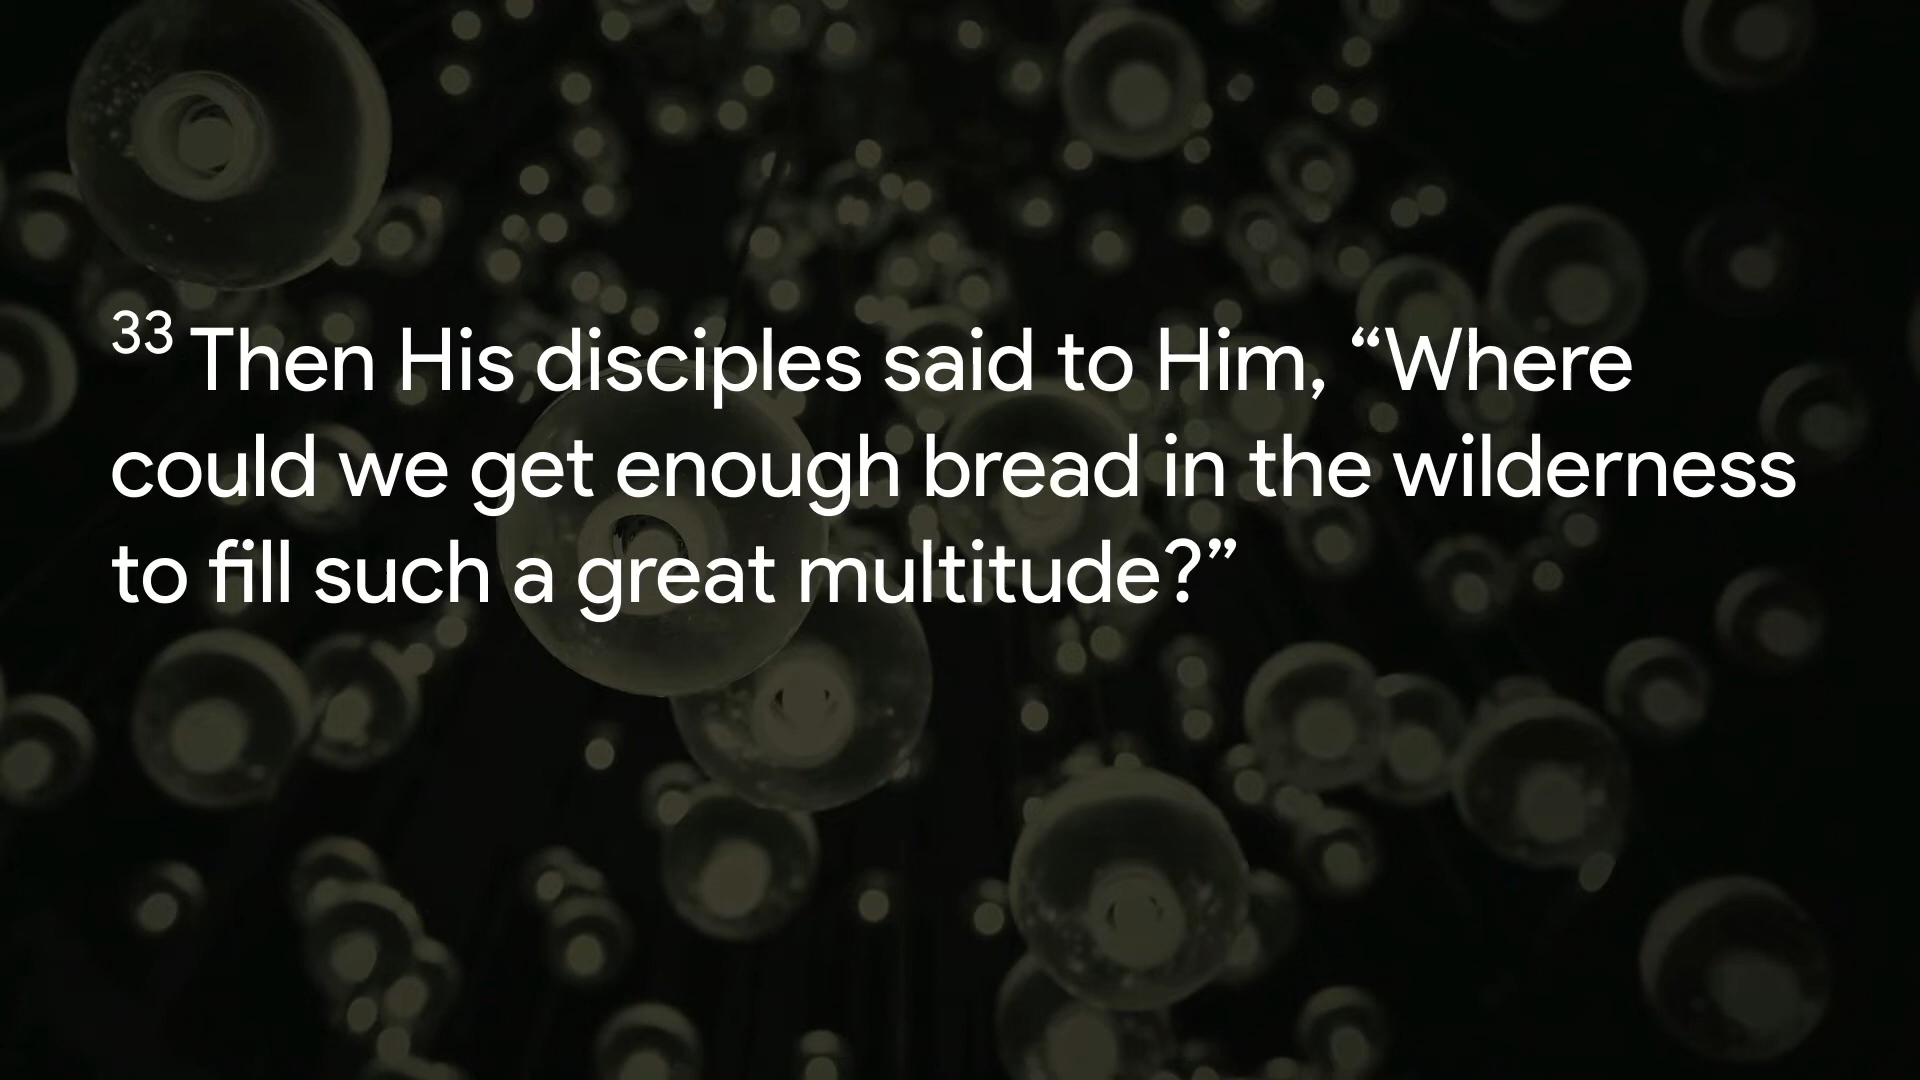 33 Then His disciples said to Him, “Where
could we get enough bread in the wilderness
to fill such a great multitude?”